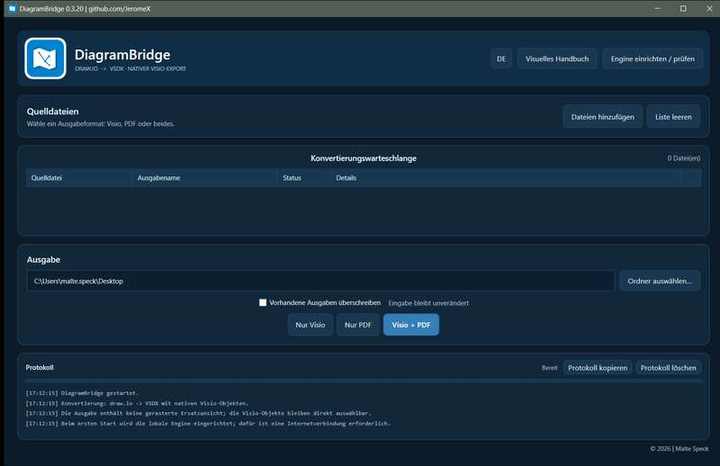 DiagramBridge 0.3.20 | github.com/JeromeX
DiagramBridge
DRAW.IO -> VSDX · NATIVER VISIO-EXPORT
DE
Visuelles Handbuch
Engine einrichten / prüfen
Quelldateien
Wähle ein Ausgabeformat: Visio, PDF oder beides.
Dateien hinzufügen
Liste leeren
Konvertierungswarteschlange
0 Datei(en)
Quelldatei Ausgabename Status Details
Ausgabe
C:\Users\malte.speck\Desktop
Ordner auswählen...
Vorhandene Ausgaben überschreiben Eingabe bleibt unverändert
Nur Visio
Nur PDF
Visio + PDF
Protokoll
Bereit
Protokoll kopieren
Protokoll löschen
[17:12:15] DiagramBridge gestartet.
[17:12:15] Konvertierung: draw.io -> VSDX mit nativen Visio-Objekten.
[17:12:15] Die Ausgabe enthält keine gerasterte Ersatzansicht; die Visio-Objekte bleiben direkt auswählbar.
[17:12:15] Beim ersten Start wird die lokale Engine eingerichtet; dafür ist eine Internetverbindung erforderlich.
© 2026 | Malte Speck